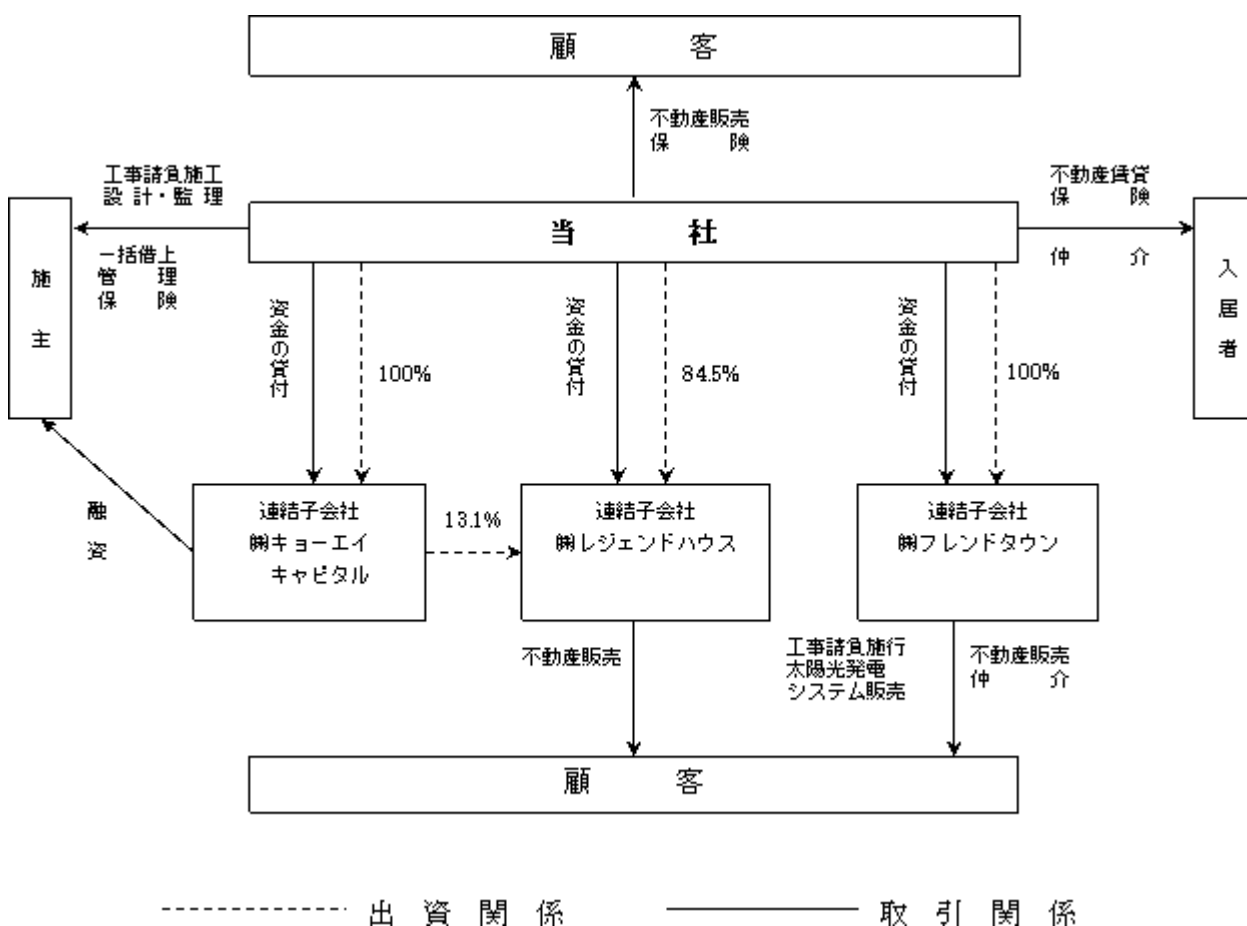 顧 客
不動産販売
保 険
工事請負施工
設計・監理
不動産賃貸
保 険
当 社
一括借上
管 理
保 険
仲 介
施主
入居者
資金の貸付
100%
資金の貸付
84.5%
資金の貸付
100%
融資
連結子会社
㈱キョーエイ
キャピタル
13.1%
連結子会社
㈱レジェンドハウス
連結子会社
㈱フレンドタウン
不動産販売
工事請負施行
太陽光発電
システム販売
不動産販売
仲 介
顧 客
出資関係
取引関係